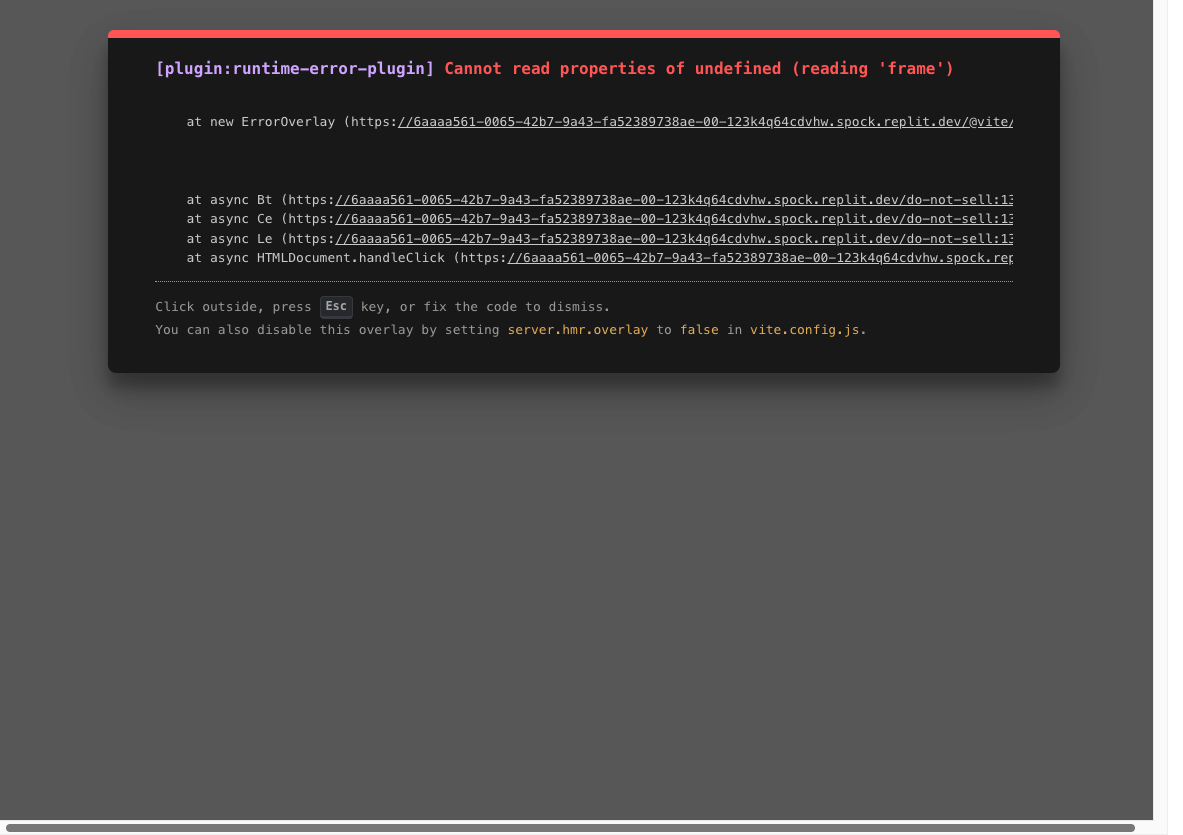 [plugin:runtime-error-plugin] Cannot read properties of undefined (reading 'frame')
at new ErrorOverlay (https://6aaaa561-0065-42b7-9a43-fa52389738ae-00-123k4q64cdvhw.spock.replit.dev/@vite/
at async Bt (https://6aaaa561-0065-42b7-9a43-fa52389738ae-00-123k4q64cdvhw.spock.replit.dev/do-not-sell:13
at async Ce (https://6aaaa561-0065-42b7-9a43-fa52389738ae-00-123k4q64cdvhw.spock.replit.dev/do-not-sell:13
at async Le (https://6aaaa561-0065-42b7-9a43-fa52389738ae-00-123k4q64cdvhw.spock.replit.dev/do-not-sell:13
at async HTMLDocument.handleClick (https://6aaaa561-0065-42b7-9a43-fa52389738ae-00-123k4q64cdvhw.spock.rep
Click outside, press Esc key, or fix the code to dismiss.
You can also disable this overlay by setting server.hmr.overlay to false in vite.config.js.